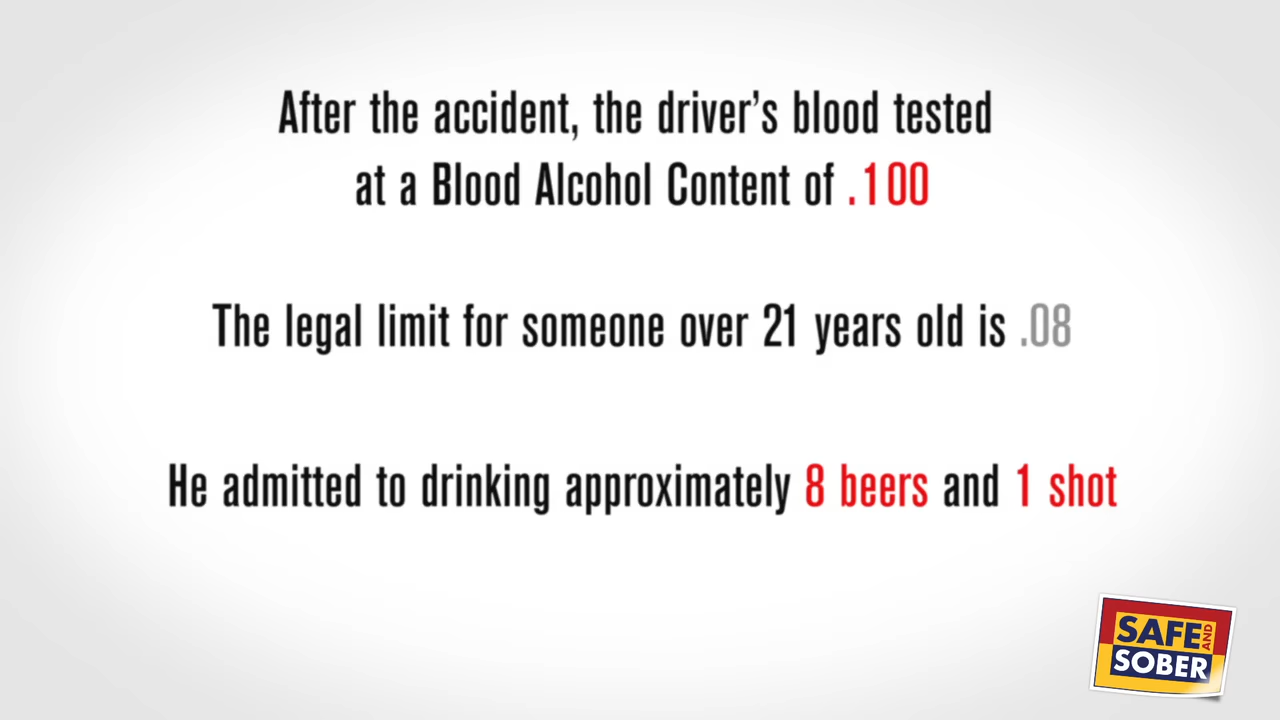 After the accident, the driver’s blood tested
at a Blood Alcohol Content of .100
The legal limit for someone over 21 years old is .08
He admitted to drinking approximately 8 beers and 1 shot
SAFE AND
SOBER